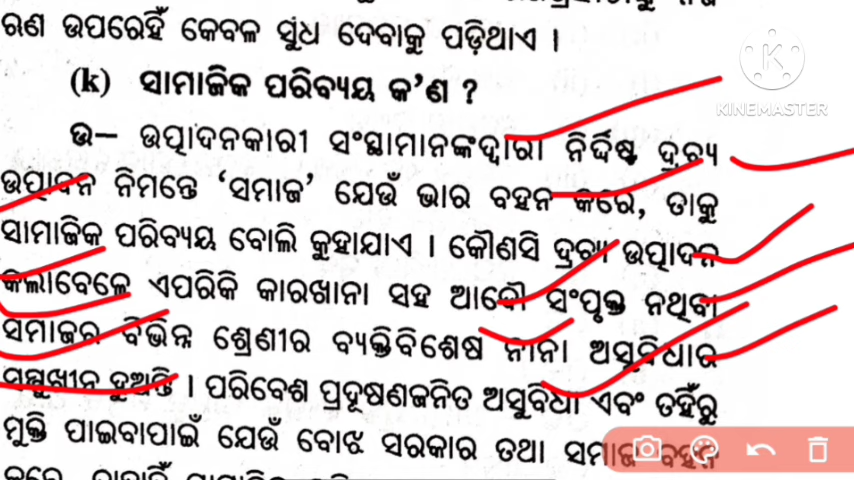 ଋଣ ଉପରେହିଁ କେବଳ ସୁଧ ଦେବାକୁ ପଡ଼ିଥାଏ ।
(k) ସାମାଜିକ ପରିବ୍ୟୟ କ'ଣ ?
ଉ– ଉତ୍ପାଦନକାରୀ ସଂସ୍ଥାମାନଙ୍କଦ୍ୱାରା ନିର୍ଦ୍ଦିଷ୍ଟ ଦ୍ରବ୍ୟ
ଉତ୍ପାଦନ ନିମନ୍ତେ 'ସମାଜ' ଯେଉଁ ଭାର ବହନ କରେ, ତାକୁ
ସାମାଜିକ ପରିବ୍ୟୟ ବୋଲି କୁହାଯାଏ । କୌଣସି ଦ୍ରବ୍ୟ ଉତ୍ପାଦନ
କଲାବେଳେ ଏପରିକି କାରଖାନା ସହ ଆଦୌ ସଂପୃକ୍ତ ନଥିବା
ସମାଜର ବିଭିନ୍ନ ଶ୍ରେଣୀର ବ୍ୟକ୍ତିବିଶେଷ ନାନା ଅସୁବିଧାର
ସମ୍ମୁଖୀନ ହୁଅନ୍ତି । ପରିବେଶ ପ୍ରଦୂଷଣଜନିତ ଅସୁବିଧା ଏବଂ ତହିଁରୁ
ମୁକ୍ତି ପାଇବାପାଇଁ ଯେଉଁ ବୋଝ ସରକାର ତଥା ସମାଜ ବହନ
K
KINEMASTER